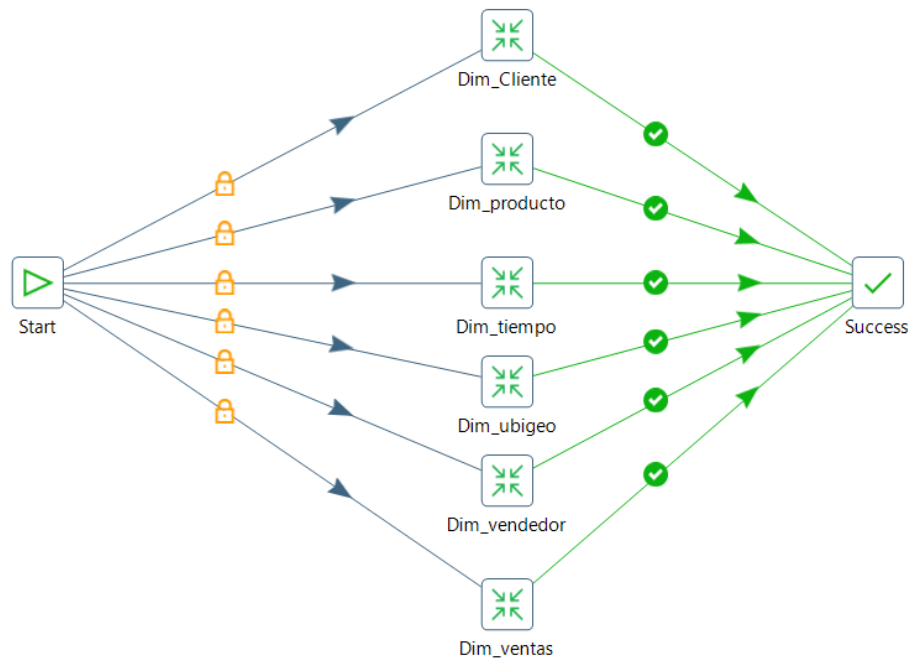 Dim_Cliente
Dim_producto
Start
Dim_tiempo
Success
Dim_ubigeo
Dim_vendedor
Dim_ventas